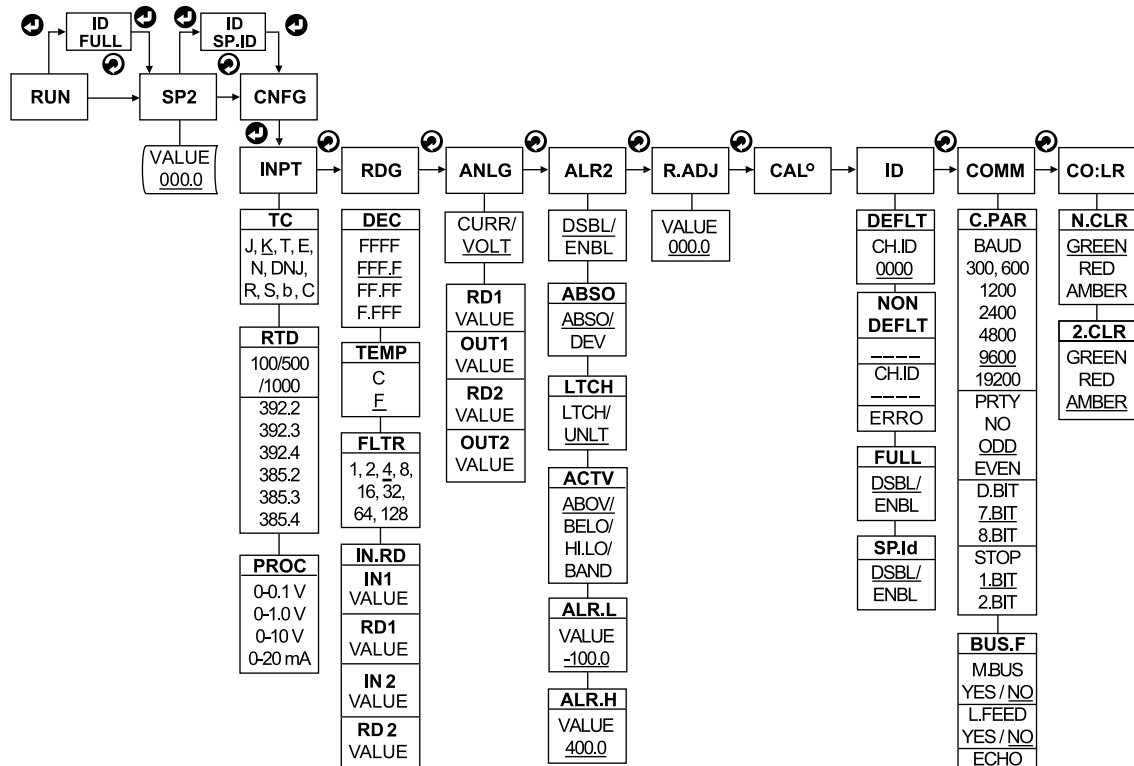 ID
FULL
ID
SP.ID
RUN
SP2
CNFG
VALUE
000.0
INPT
RDG
ANLG
ALR2
R.ADJ
CAL°
ID
COMM
CO:LR
TC
J, K, T, E,
N, DNJ,
R, S, b, C
RTD
100/500
/1000
392.2
392.3
392.4
385.2
385.3
385.4
PROC
0-0.1 V
0-1.0 V
0-10 V
0-20 mA
DEC
FFFF
FFF.F
FF.FF
F.FFF
TEMP
C
F
FLTR
1, 2, 4, 8,
16, 32,
64, 128
IN.RD
IN1
VALUE
RD1
VALUE
IN 2
VALUE
RD 2
VALUE
CURR/
VOLT
RD1
VALUE
OUT1
VALUE
RD2
VALUE
OUT2
VALUE
DSBL/
ENBL
ABSO
ABSO/
DEV
LTCH
LTCH/
UNLT
ACTV
ABOV/
BELO/
HI.LO/
BAND
ALR.L
VALUE
-100.0
ALR.H
VALUE
400.0
VALUE
000.0
DEFLT
CH.ID
0000
NON
DEFLT
_ _ _ _
CH.ID
_ _ _ _
ERRO
FULL
DSBL/
ENBL
SP.Id
DSBL/
ENBL
C.PAR
BAUD
300, 600
1200
2400
4800
9600
19200
PRTY
NO
ODD
EVEN
D.BIT
7.BIT
8.BIT
STOP
1.BIT
2.BIT
BUS.F
M.BUS
YES / NO
L.FEED
YES / NO
ECHO
N.CLR
GREEN
RED
AMBER
2.CLR
GREEN
RED
AMBER